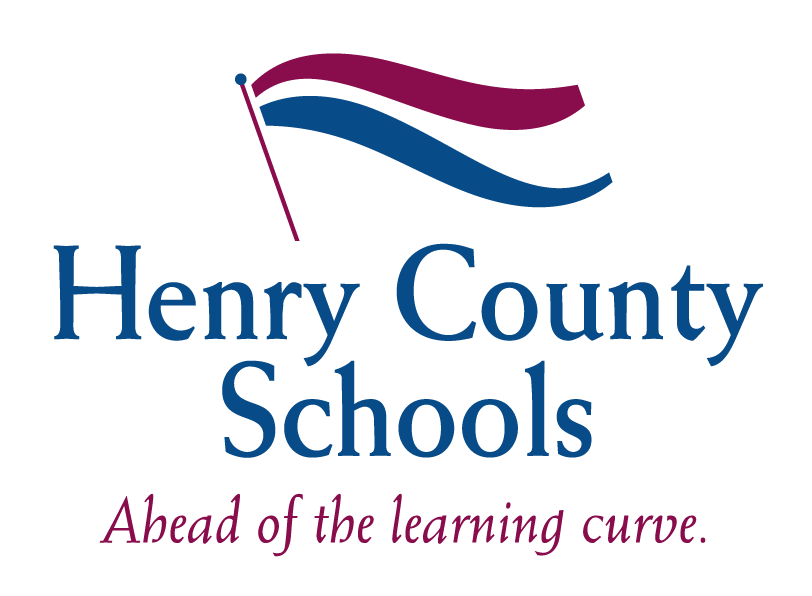 Henry County
Schools
Ahead of the learning curve.